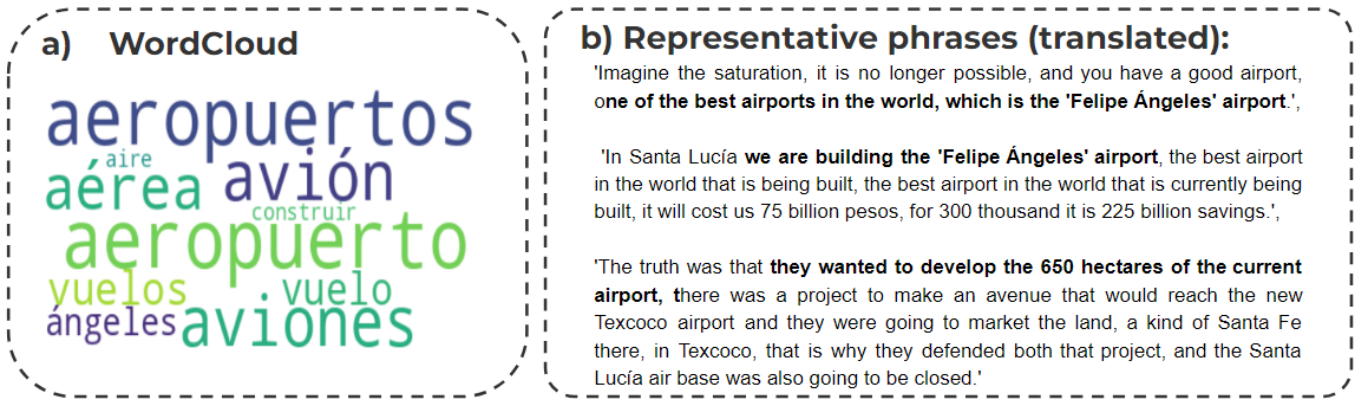 a) WordCloud
aeropuertos
aire
aérea avión
construir
aeropuerto
vuelos vuelo
ángeles aviones
b) Representative phrases (translated):
'Imagine the saturation, it is no longer possible, and you have a good airport,
one of the best airports in the world, which is the 'Felipe Ángeles' airport.',
'In Santa Lucía we are building the 'Felipe Ángeles' airport, the best airport
in the world that is being built, the best airport in the world that is currently being
built, it will cost us 75 billion pesos, for 300 thousand it is 225 billion savings.',
'The truth was that they wanted to develop the 650 hectares of the current
airport, there was a project to make an avenue that would reach the new
Texcoco airport and they were going to market the land, a kind of Santa Fe
there, in Texcoco, that is why they defended both that project, and the Santa
Lucía air base was also going to be closed.'